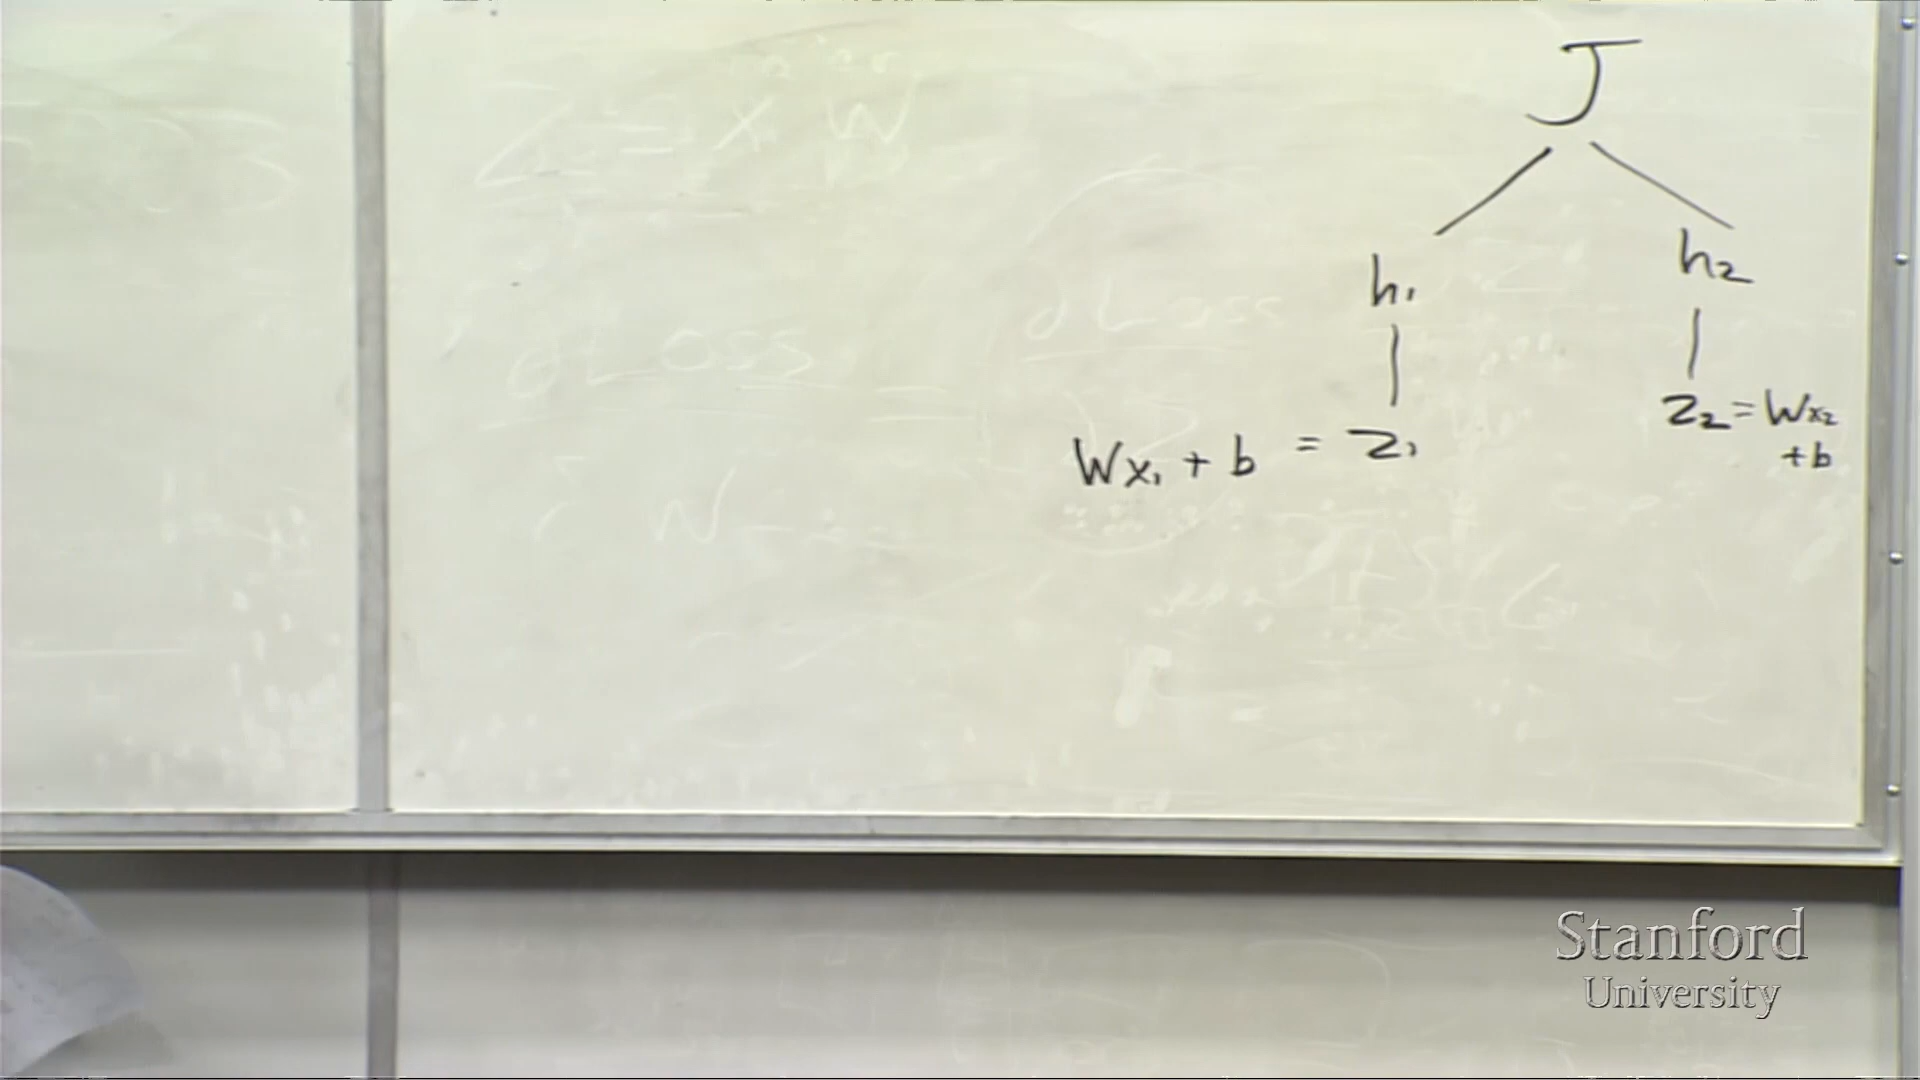 J
h₁ h₂
Wx₁ + b = z₁
z₂ = Wx₂
+b
Stanford
University